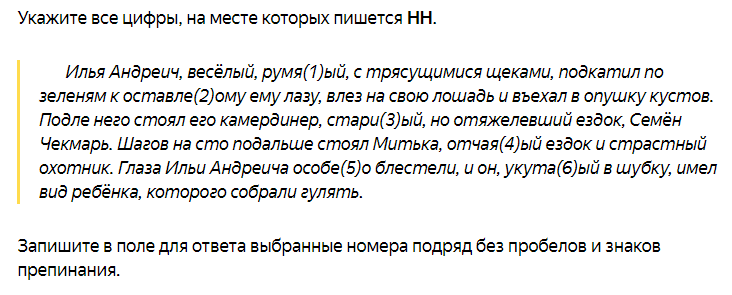 Укажите все цифры, на месте которых пишется НН.
Илья Андреич, весёлый, румя(1)ый, с трясущимися щеками, подкатил по
зеленям к оставле(2)ому ему лазу, влез на свою лошадь и въехал в опушку кустов.
Подле него стоял его камердинер, стари(3)ый, но отяжелевший ездок, Семён
Чекмарь. Шагов на сто подальше стоял Митька, отчая(4)ый ездок и страстный
охотник. Глаза Ильи Андреича особе(5)о блестели, и он, укута(6)ый в шубку, имел
вид ребёнка, которого собрали гулять.
Запишите в поле для ответа выбранные номера подряд без пробелов и знаков
препинания.